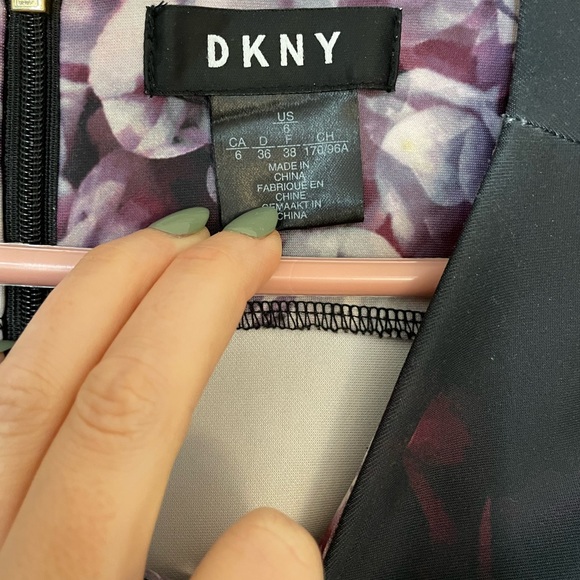 DKNY
US
6
CA D F CH
6 36 38 170/96A
MADE IN
CHINA
FABRIQUÉ EN
CHINE
GEMAAKT IN
CHINA